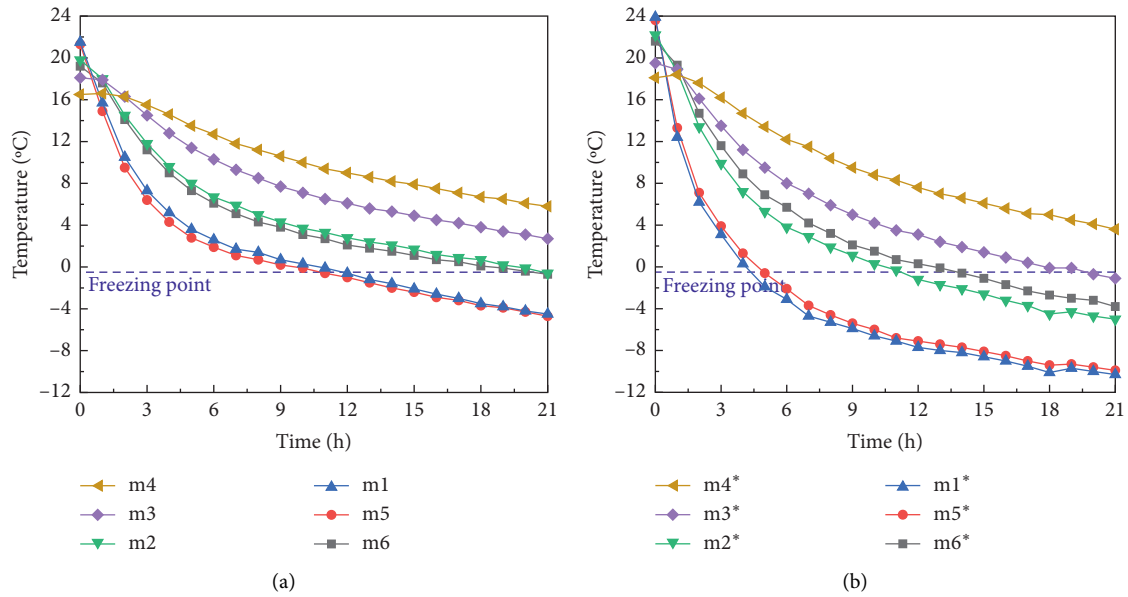 24
20
16
12
8
4
0
−4
−8
−12
Temperature (ºC)
Freezing point
0 3 6 9 12 15 18 21
Time (h)
m4 m1
m3 m5
m2 m6
(a)
24
20
16
12
8
4
0
−4
−8
−12
Temperature (ºC)
Freezing point
0 3 6 9 12 15 18 21
Time (h)
m4* m1*
m3* m5*
m2* m6*
(b)